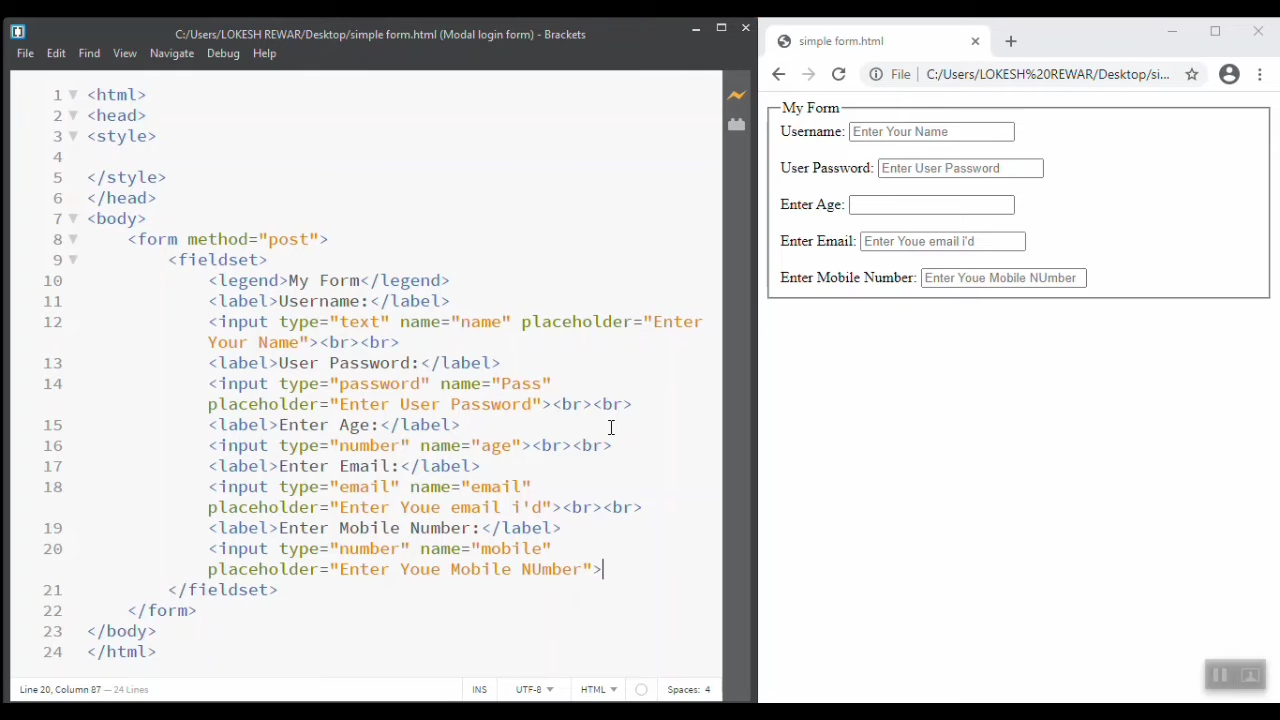 C:/Users/LOKESH REWAR/Desktop/simple form.html (Modal login form) - Brackets
File Edit Find View Navigate Debug Help
1 <html>
2 <head>
3 <style>
4
5 </style>
6 </head>
7 <body>
8 <form method="post">
9 <fieldset>
10 <legend>My Form</legend>
11 <label>Username:</label>
12 <input type="text" name="name" placeholder="Enter
Your Name"><br><br>
13 <label>User Password:</label>
14 <input type="password" name="Pass"
placeholder="Enter User Password"><br><br>
15 <label>Enter Age:</label>
16 <input type="number" name="age"><br><br>
17 <label>Enter Email:</label>
18 <input type="email" name="email"
placeholder="Enter Youe email i'd"><br><br>
19 <label>Enter Mobile Number:</label>
20 <input type="number" name="mobile"
placeholder="Enter Youe Mobile NUmber">
21 </fieldset>
22 </form>
23 </body>
24 </html>
Line 20, Column 87 — 24 Lines INS UTF-8 HTML Spaces: 4
simple form.html
File C:/Users/LOKESH%20REWAR/Desktop/si...
My Form
Username: Enter Your Name
User Password: Enter User Password
Enter Age:
Enter Email: Enter Youe email i'd
Enter Mobile Number: Enter Youe Mobile NUmber